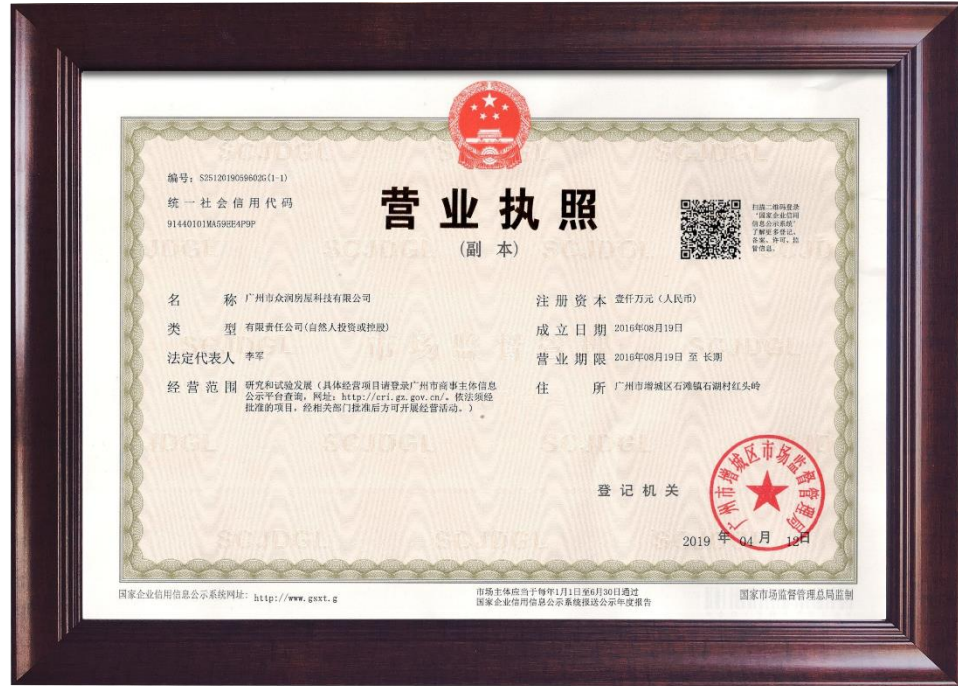 编号：S2512019059602G(1-1)
统一社会信用代码
91440101MA59EE4P9P
营业执照
(副 本)
扫描二维码登录
“国家企业信用
信息公示系统”
了解更多登记、
备案、许可、监
管信息。
名 称 广州市众润房屋科技有限公司
类 型 有限责任公司(自然人投资或控股)
法定代表人 李军
经营范围 研究和试验发展（具体经营项目请登录广州市商事主体信息
公示平台查询，网址：http://cri.gz.gov.cn/。依法须经
批准的项目，经相关部门批准后方可开展经营活动。）
注册资本 壹仟万元（人民币）
成立日期 2016年08月19日
营业期限 2016年08月19日 至 长期
住 所 广州市增城区石滩镇石湖村红头岭
登记机关
广州市增城区市场监督管理局
2019 年 04 月 12日
国家企业信用信息公示系统网址：http://www.gsxt.g
市场主体应当于每年1月1日至6月30日通过
国家企业信用信息公示系统报送公示年度报告
国家市场监督管理总局监制